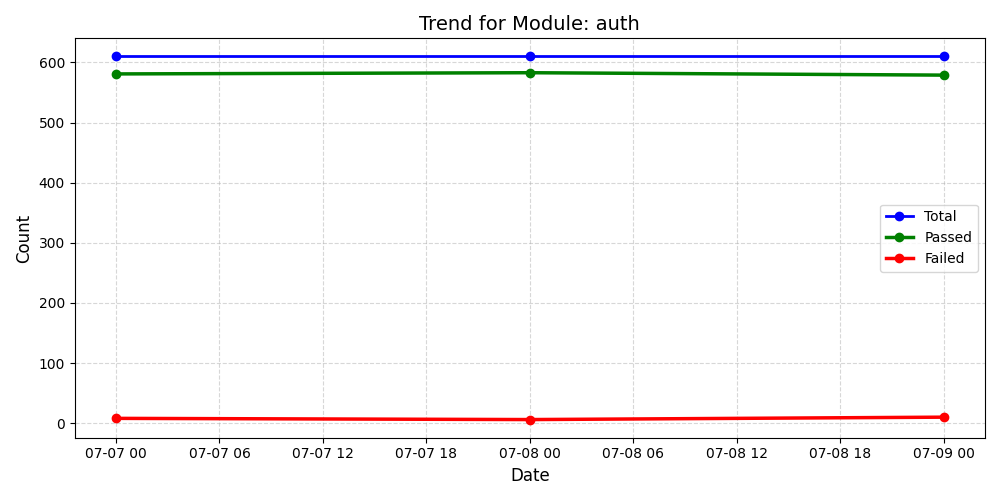 Trend for Module: auth
Count
600
500
400
300
200
100
0
Total
Passed
Failed
07-07 00 07-07 06 07-07 12 07-07 18 07-08 00 07-08 06 07-08 12 07-08 18 07-09 00
Date